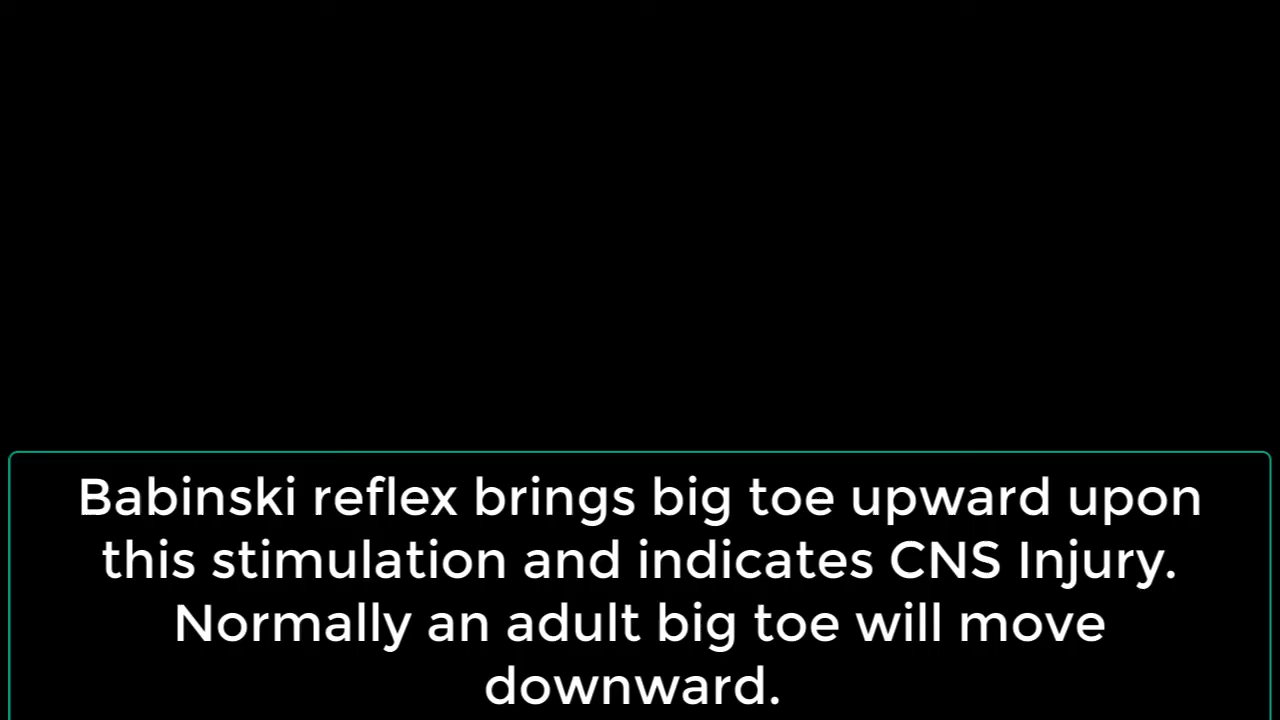 Babinski reflex brings big toe upward upon
this stimulation and indicates CNS Injury.
Normally an adult big toe will move
downward.